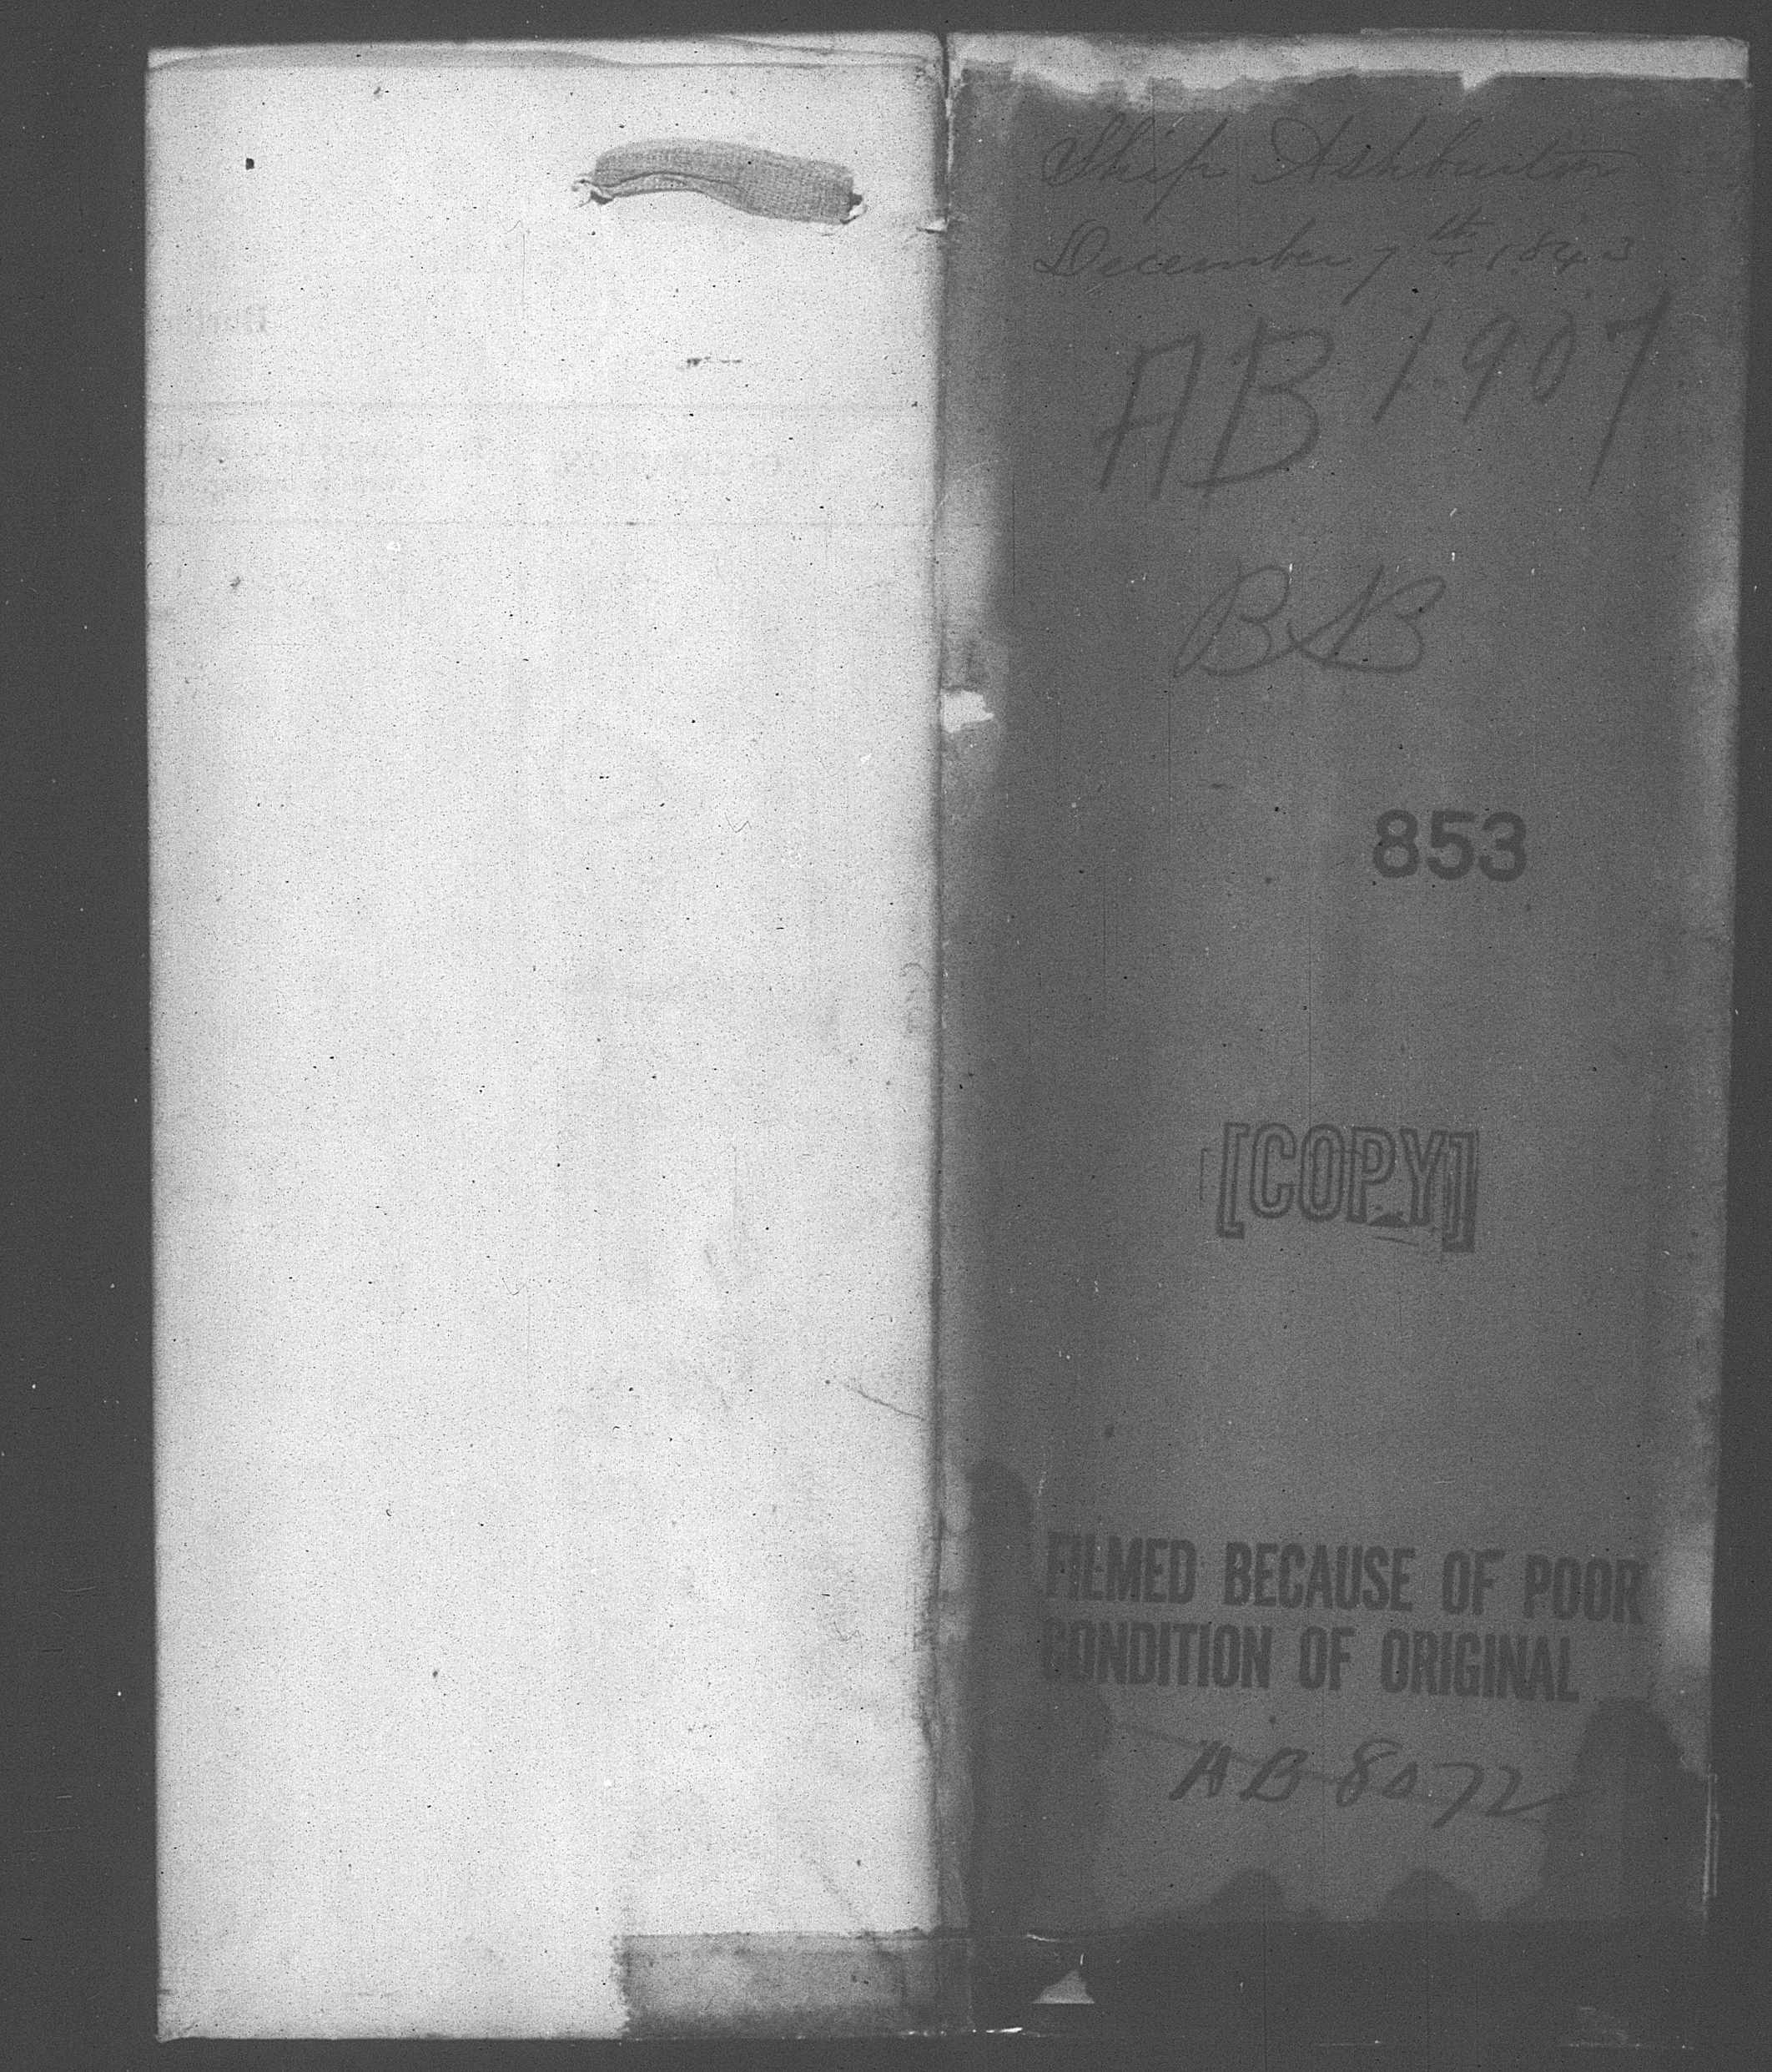 Ship Ashburton
December 7th 1843
AB 1907
BB
853
[COPY]
FILMED BECAUSE OF POOR
CONDITION OF ORIGINAL
AB-8072